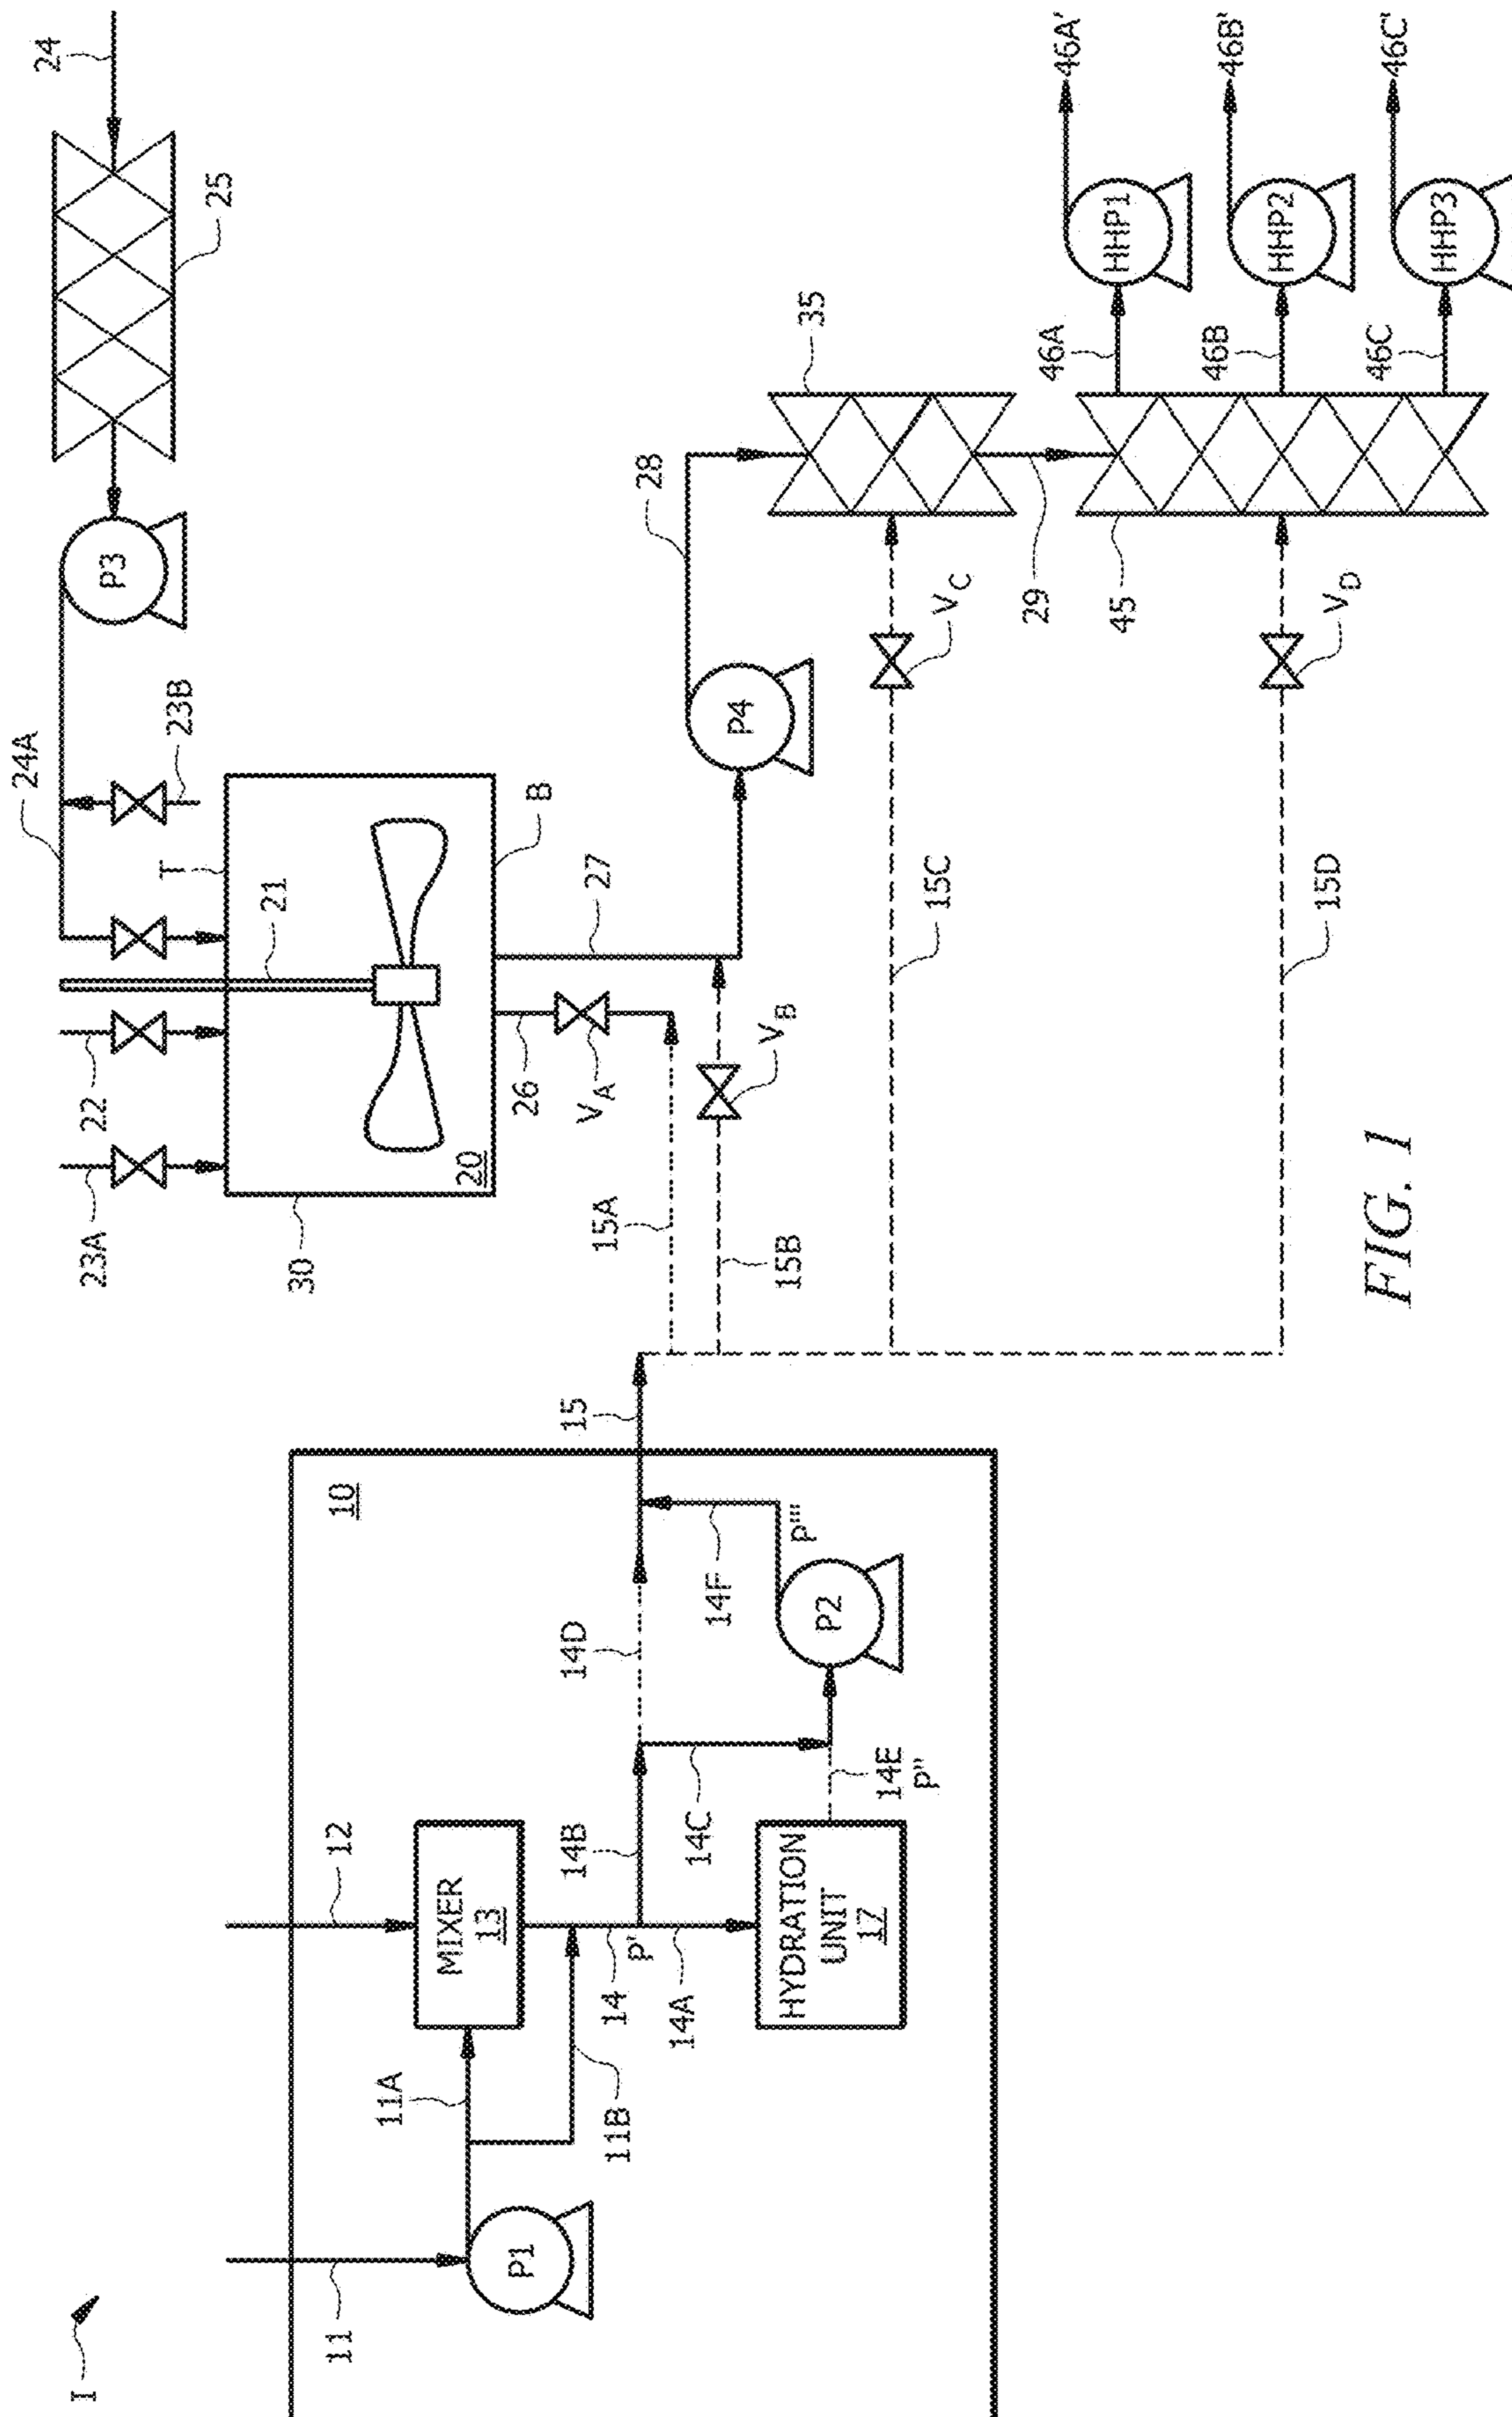 I
11
12
10
P1
11A
11B
MIXER
13
14
P'
14A
14B
14C
14D
HYDRATION
UNIT
17
14E
P''
P2
P'''
14F
15
15A
15B
15C
15D
23A
22
21
T
24A
23B
P3
25
24
30
20
B
26
27
VA
VB
P4
28
35
VC
29
45
VD
46A
46B
46C
HHP1
HHP2
HHP3
46A'
46B'
46C'
FIG. 1